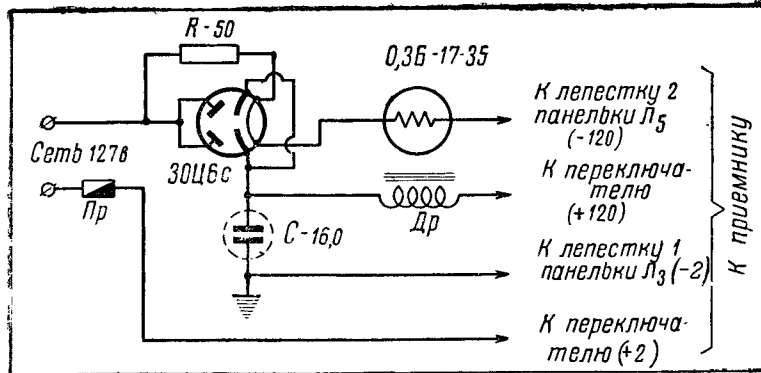 R-50
0,3Б-17-35
Сеть 127в
30Ц6с
Пр
С-16,0
Др
К лепестку 2
панельки Л5
(-120)
К переключа-
телю
(+120)
К лепестку 1
панельки Л3 (-2)
К переключа-
телю (+2)
К приемнику